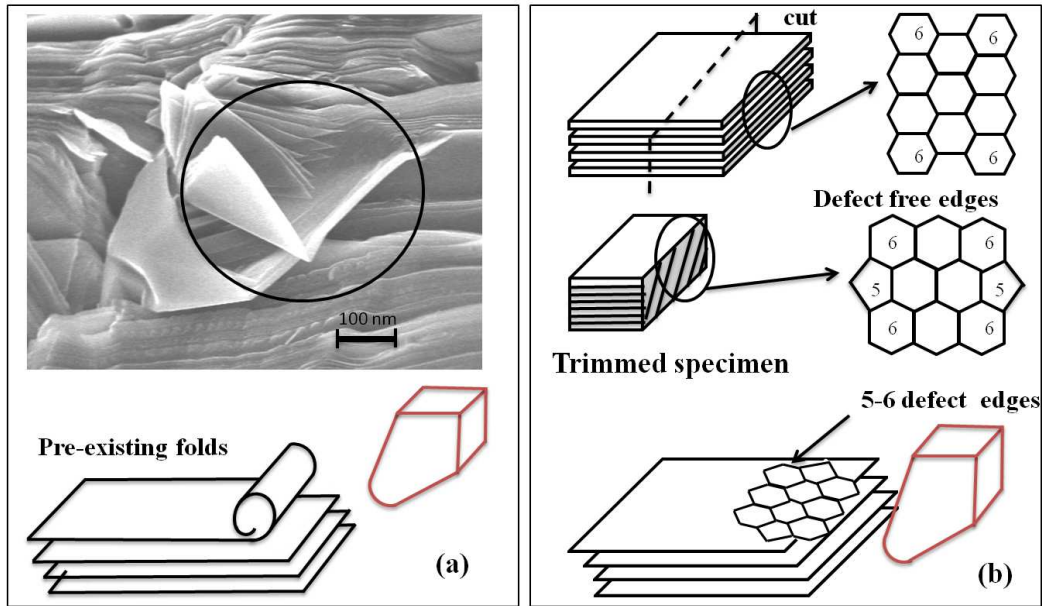 100 nm
Pre-existing folds
(a)
cut
6 6
6 6
Defect free edges
6 6
5 5
6 6
Trimmed specimen
5-6 defect edges
(b)